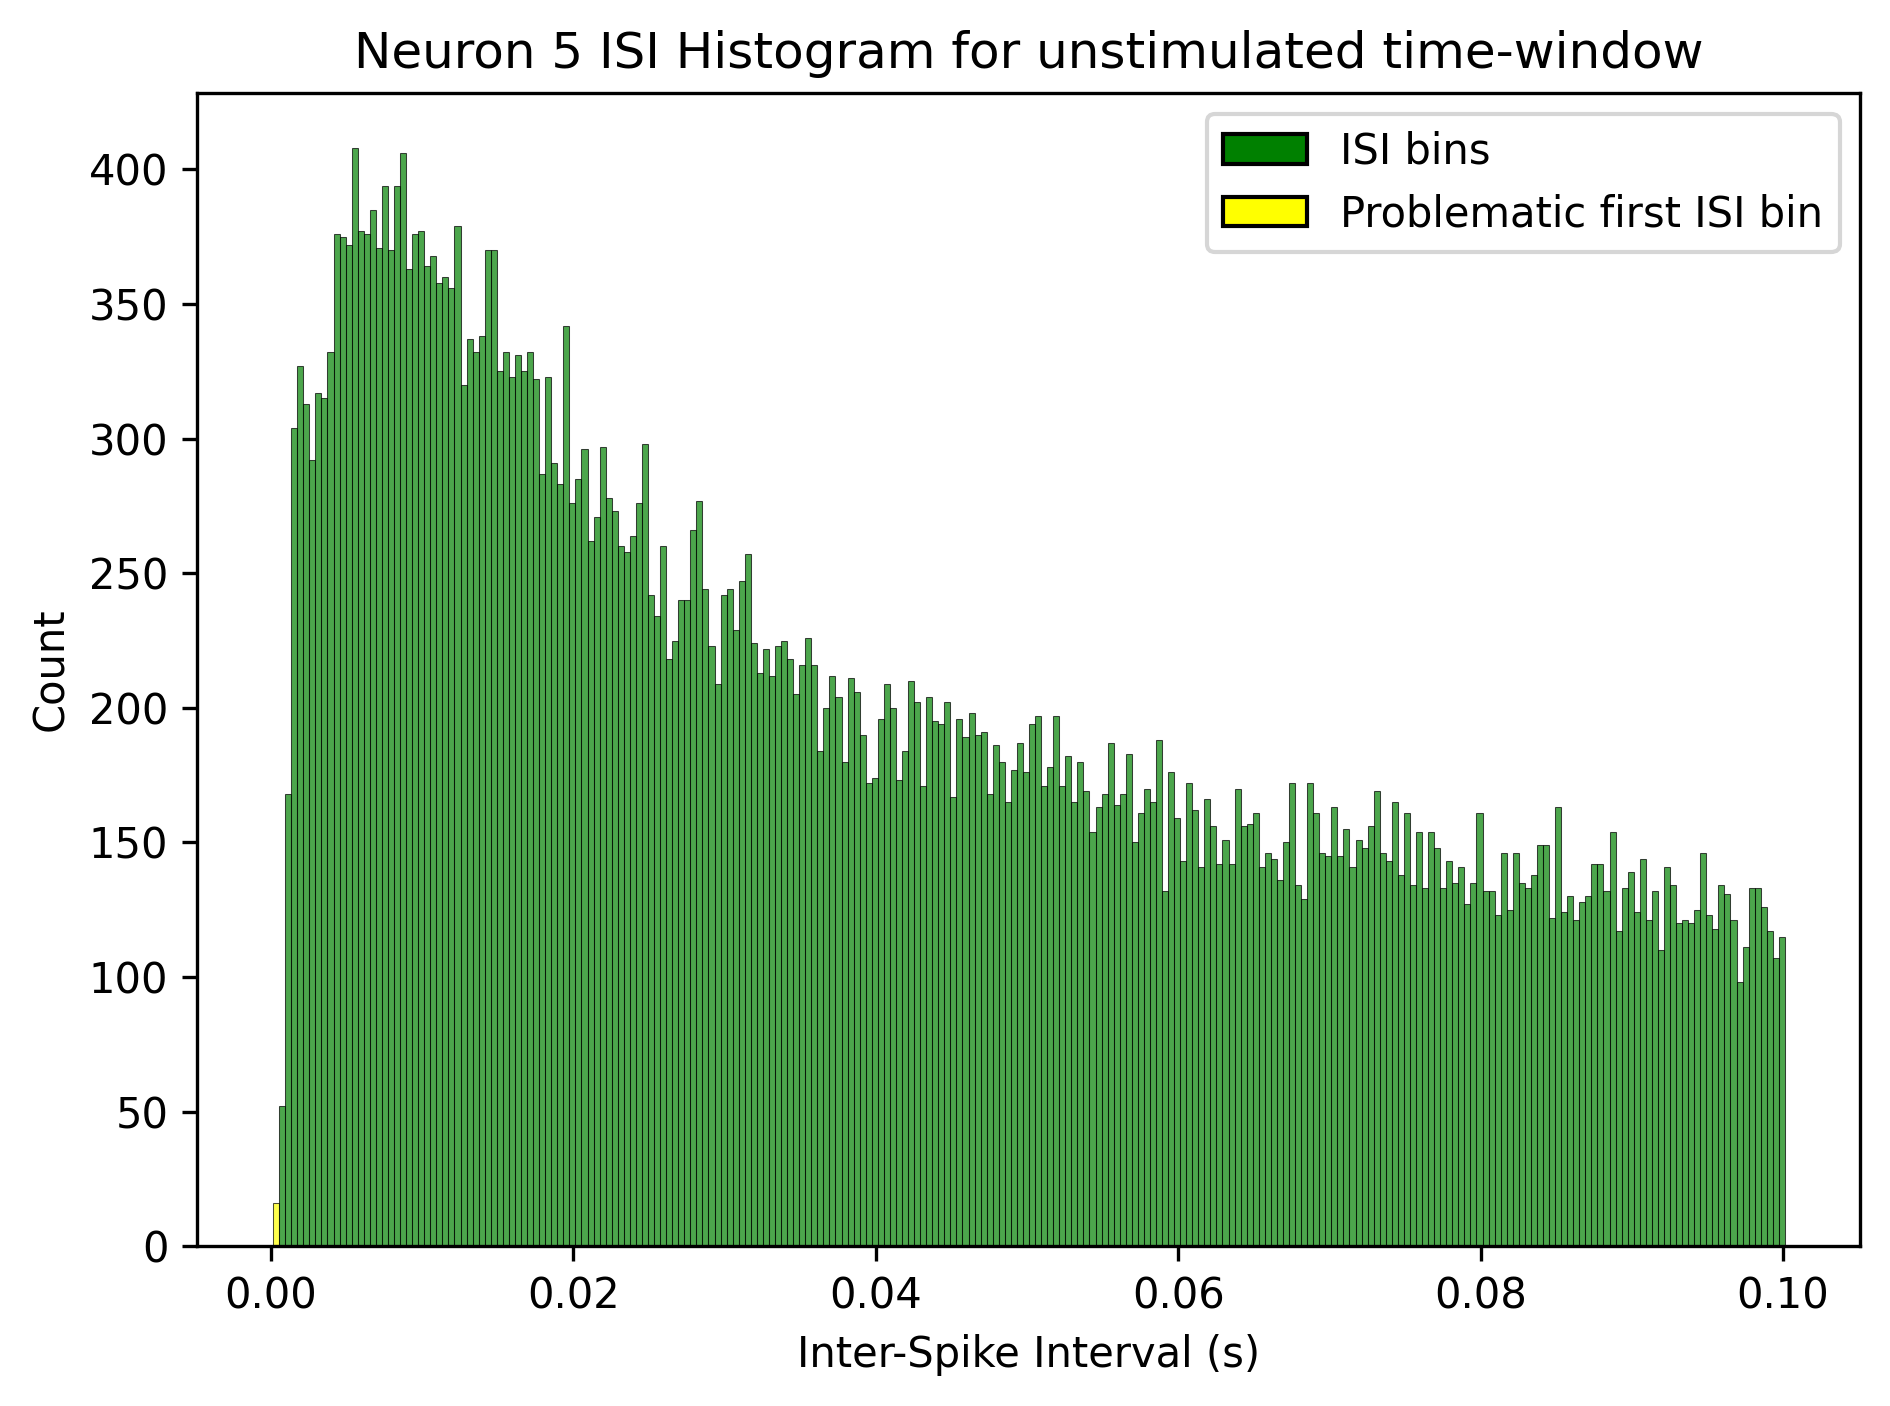 Neuron 5 ISI Histogram for unstimulated time-window
ISI bins
Problematic first ISI bin
400
350
300
250
200
150
100
50
0
Count
0.00 0.02 0.04 0.06 0.08 0.10
Inter-Spike Interval (s)